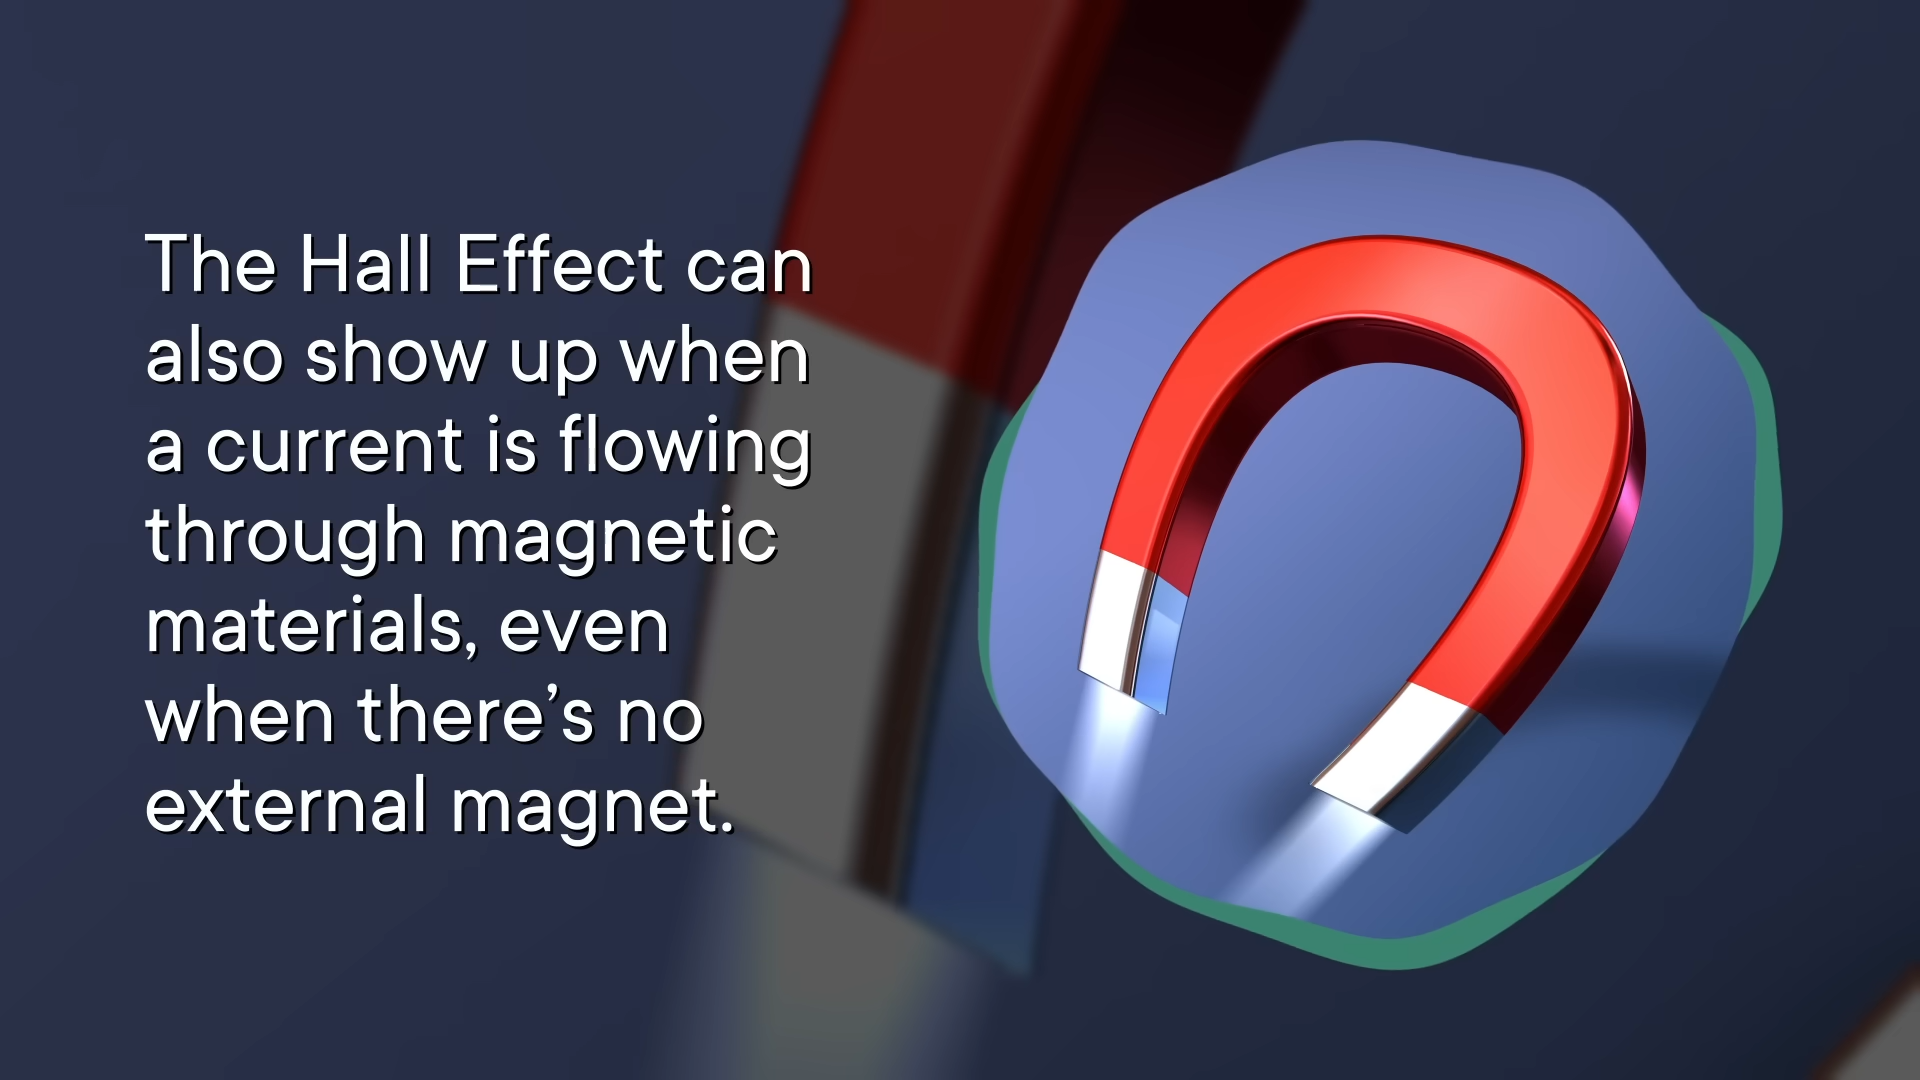 The Hall Effect can
also show up when
a current is flowing
through magnetic
materials, even
when there’s no
external magnet.